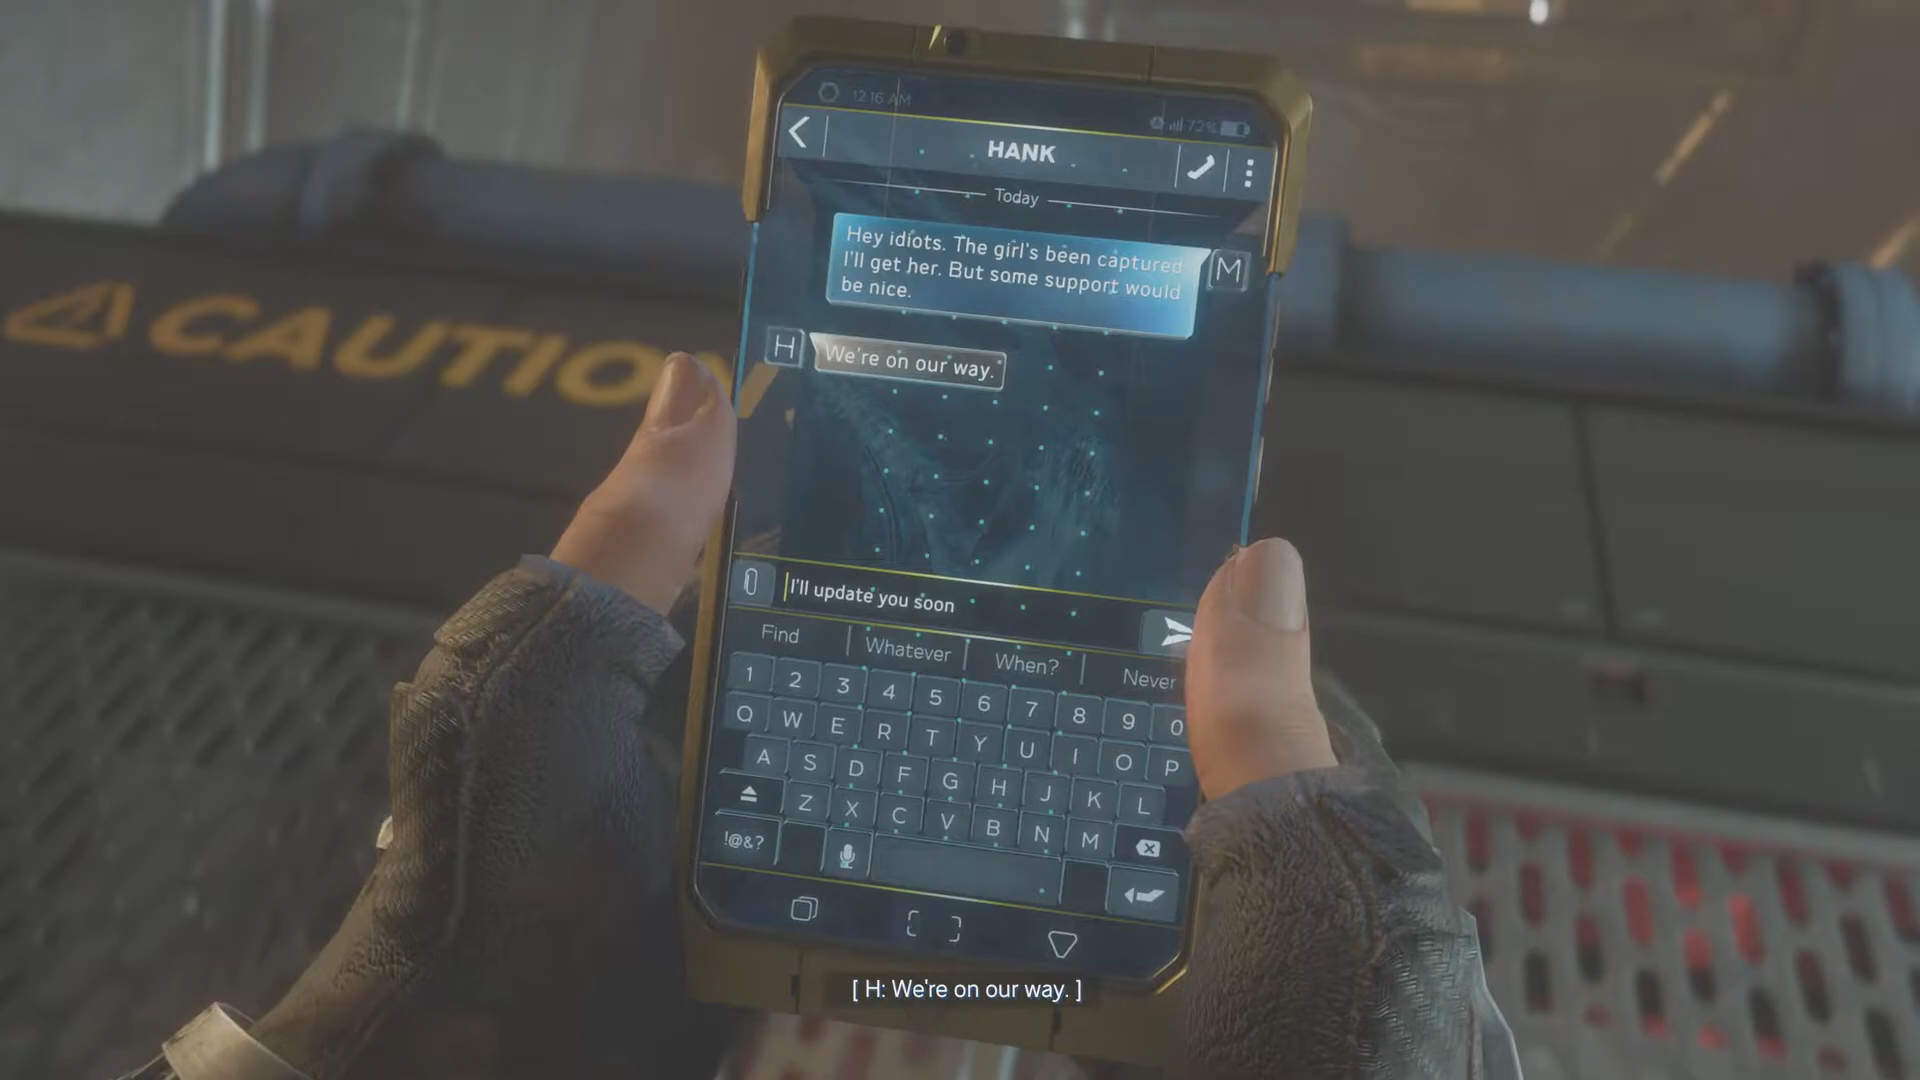 12:16 AM
72%
HANK
Today
Hey idiots. The girl's been captured
I'll get her. But some support would
be nice.
M
H
We're on our way.
CAUTION
I'll update you soon
Find
Whatever
When?
Never
1 2 3 4 5 6 7 8 9 0
Q W E R T Y U I O P
A S D F G H J K L
Z X C V B N M
!@&?
[ H: We're on our way. ]